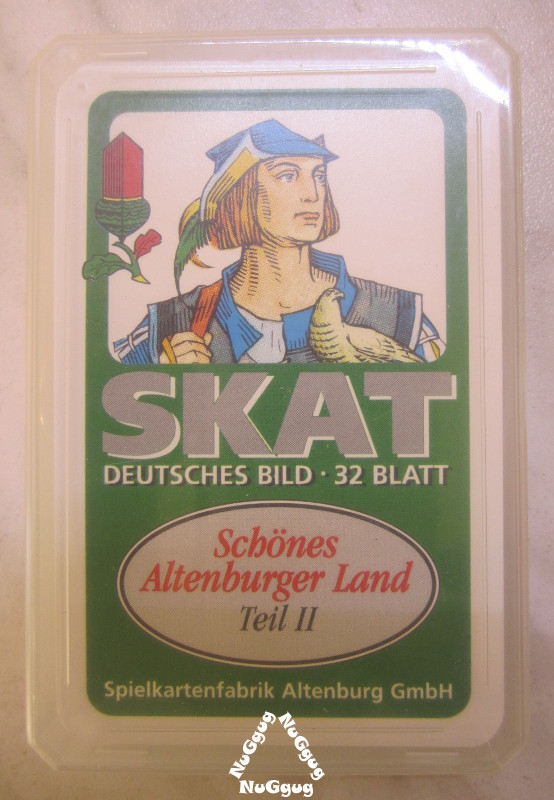 SKAT
DEUTSCHES BILD · 32 BLATT
Schönes
Altenburger Land
Teil II
Spielkartenfabrik Altenburg GmbH
NuGgug
NuGgug
NuGgug